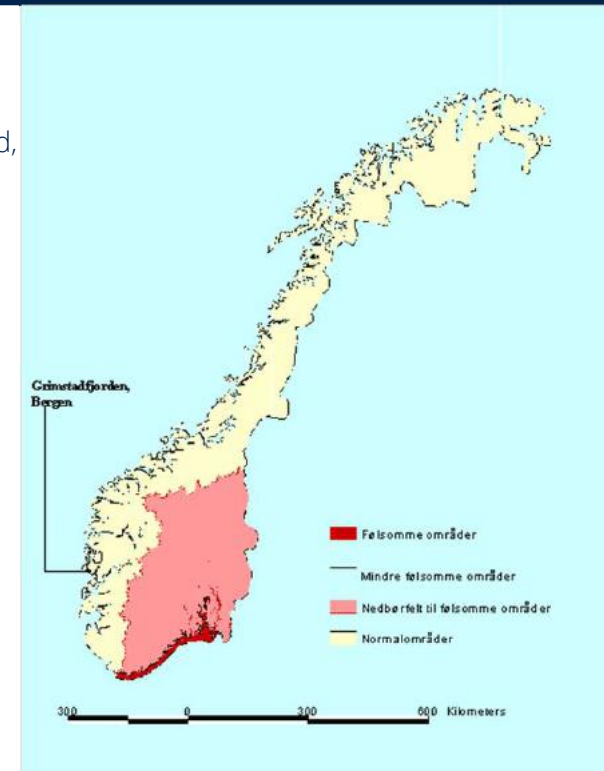 d,
Grimstadfjorden,
Bergen
Følsomme områder
Mindre følsomme områder
Nedbørfelt til følsomme områder
Normalområder
300 0 300 600 Kilometers